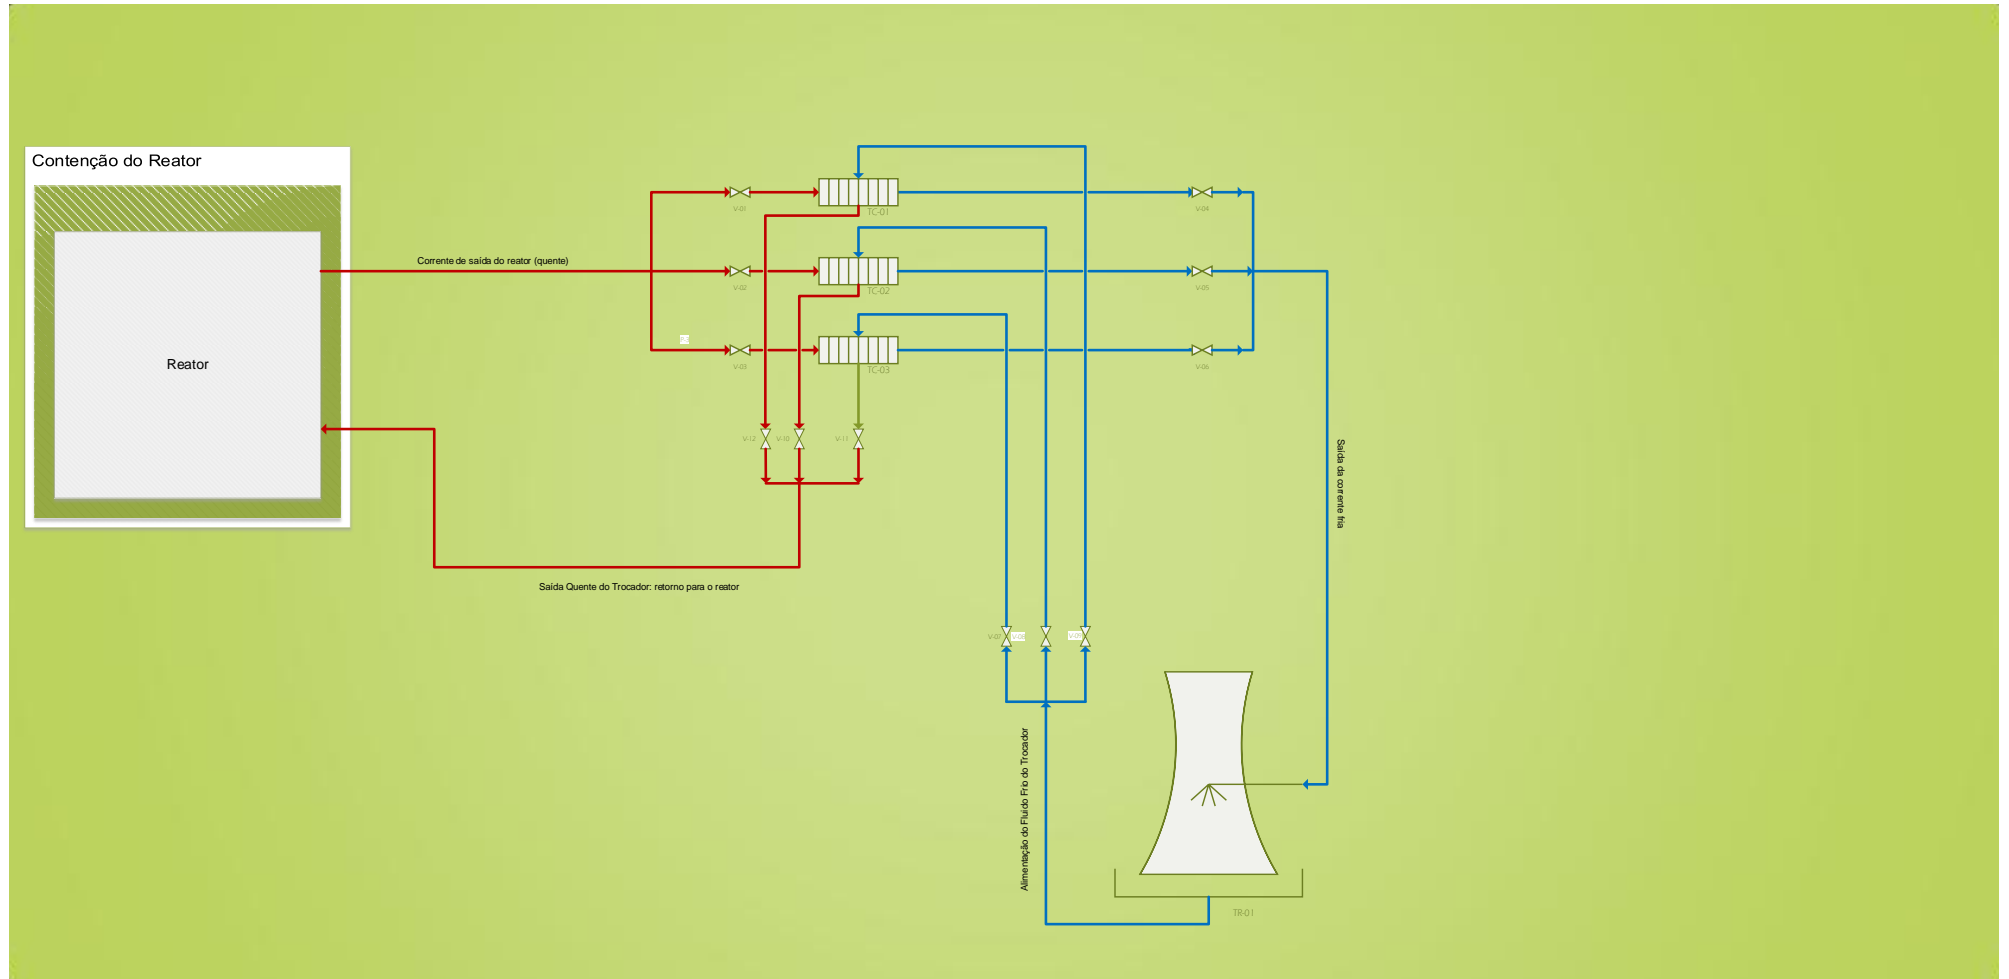 Contenção do Reator
Reator
Corrente de saída do reator (quente)
V-01
V-02
V-03
TC-01
TC-02
TC-03
V-04
V-05
V-06
V-12
V-10
V-11
Saída Quente do Trocador: retorno para o reator
Saída da corrente fria
V-07
V-08
V-09
Alimentação do Fluido Frio do Trocador
TR-01